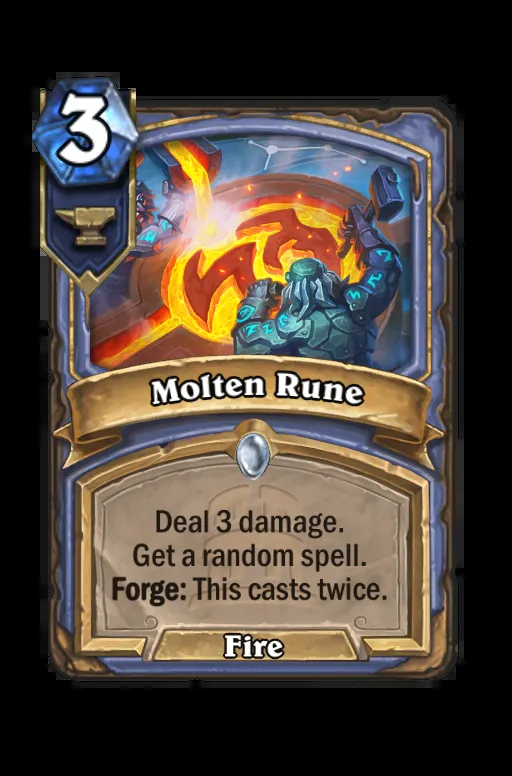 3
Molten Rune
Deal 3 damage.
Get a random spell.
Forge: This casts twice.
Fire